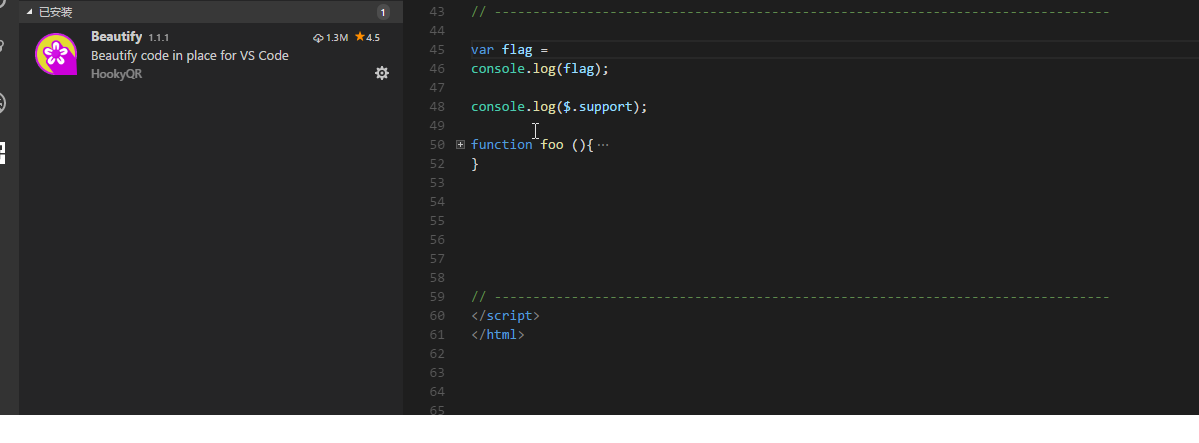 已安装 1
Beautify 1.1.1 1.3M 4.5
Beautify code in place for VS Code
HookyQR
43 // --------------------------------------------------------------------------------
44
45 var flag =
46 console.log(flag);
47
48 console.log($.support);
49
50 function foo (){ ···
52 }
53
54
55
56
57
58
59 // --------------------------------------------------------------------------------
60 </script>
61 </html>
62
63
64
65